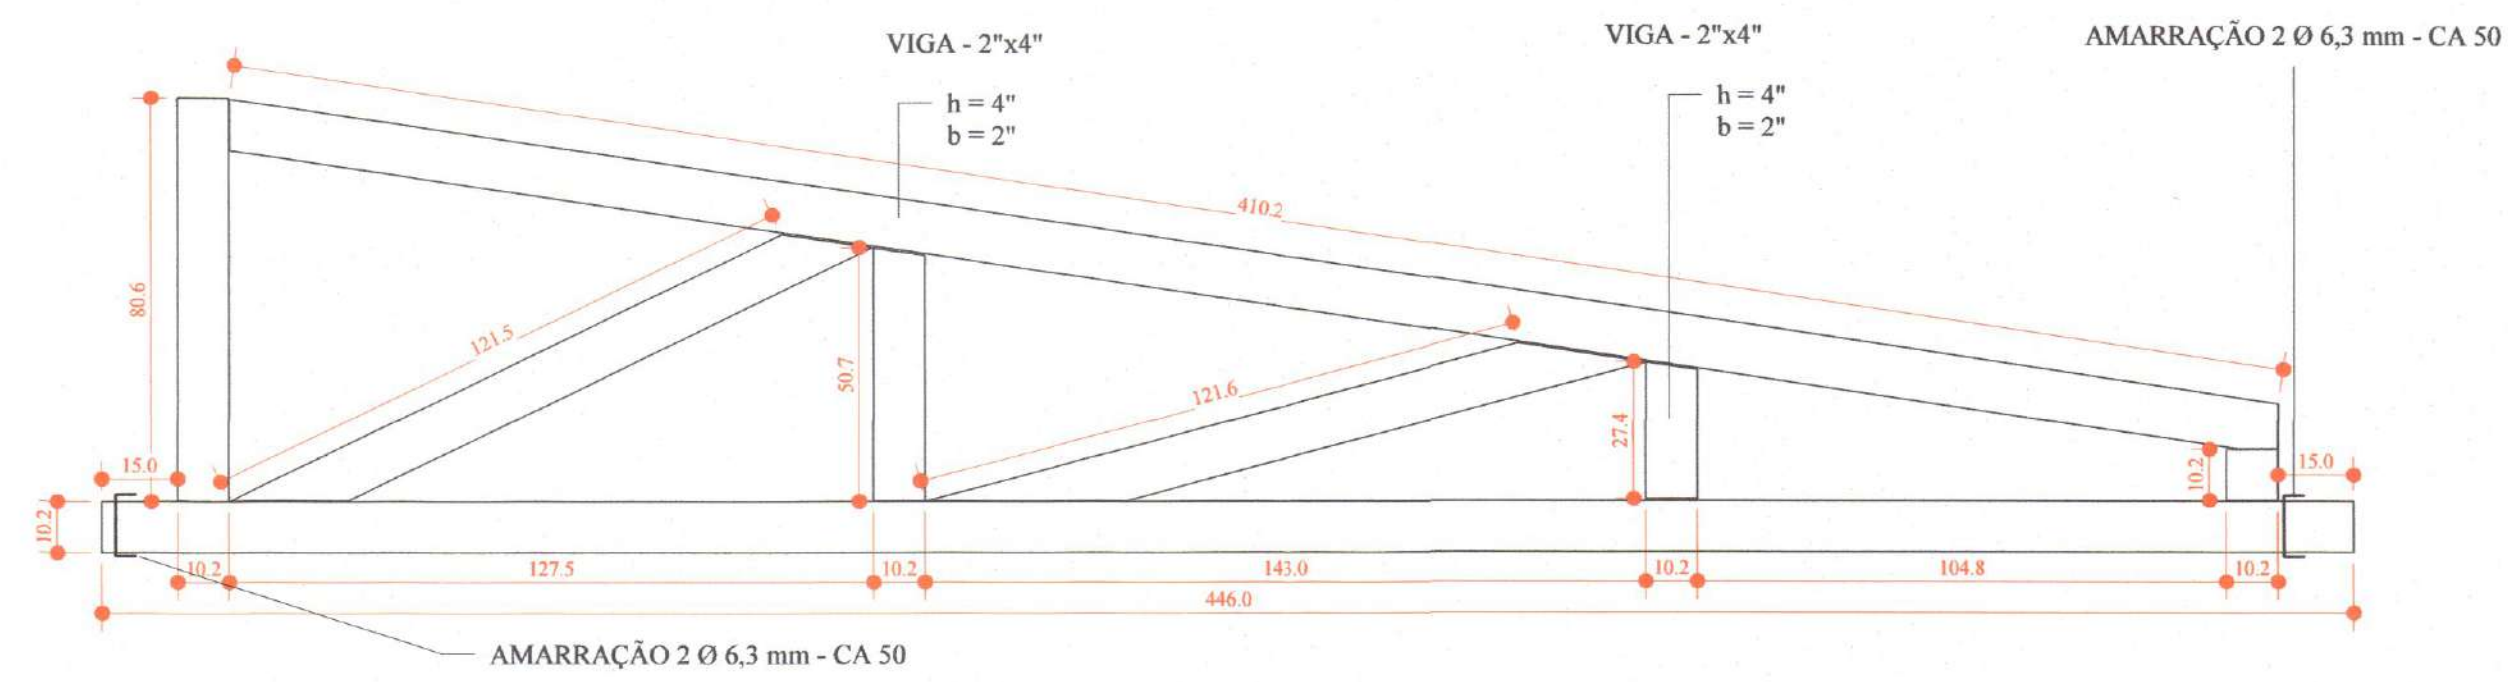 VIGA - 2"x4"
h = 4"
b = 2"
VIGA - 2"x4"
h = 4"
b = 2"
AMARRAÇÃO 2 Ø 6,3 mm - CA 50
410.2
80.6
121.5
50.7
121.6
27.4
15.0
15.0
10.2
10.2
10.2
127.5
10.2
143.0
10.2
104.8
10.2
446.0
AMARRAÇÃO 2 Ø 6,3 mm - CA 50